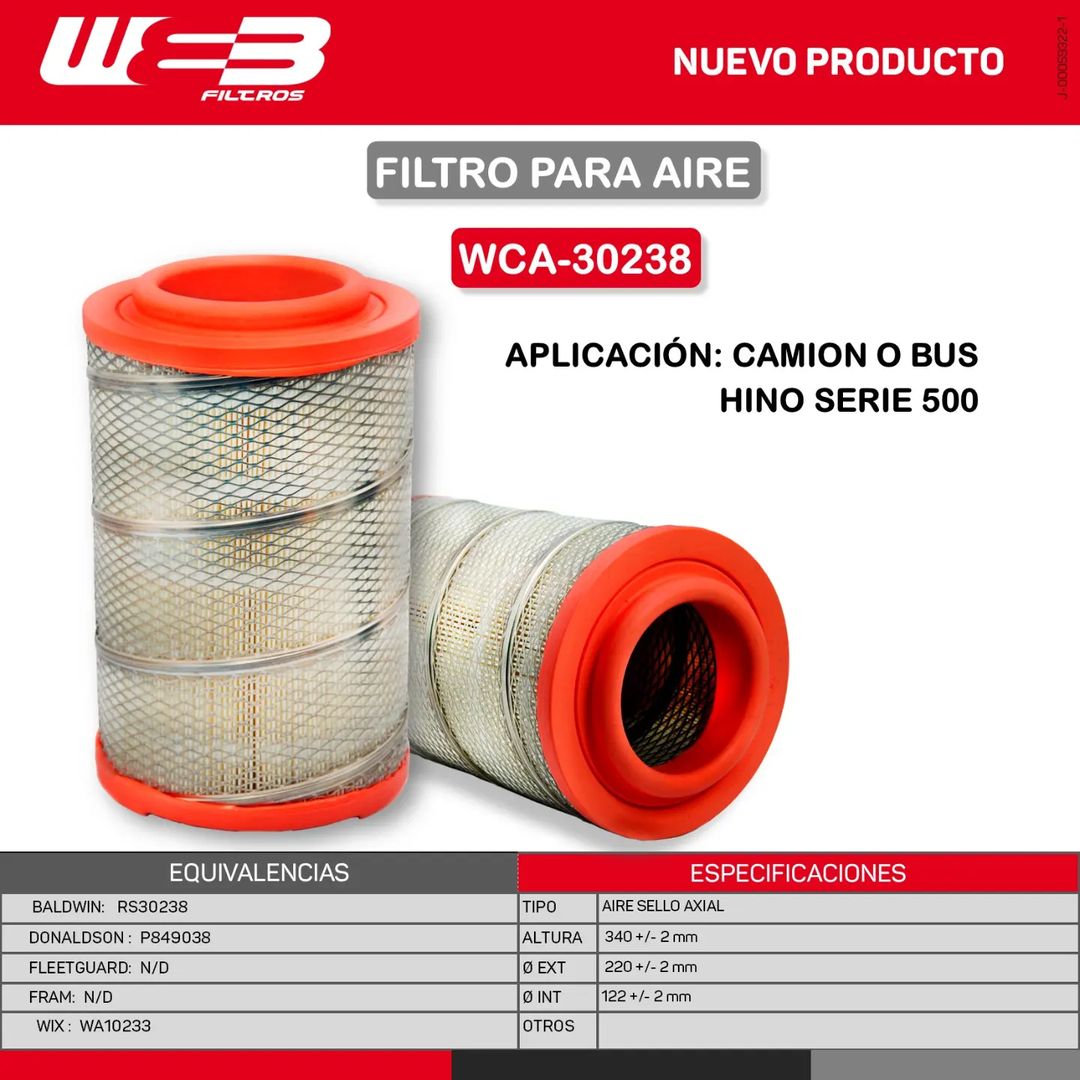 WEB
FILTROS
NUEVO PRODUCTO
J-00059322-1
FILTRO PARA AIRE
WCA-30238
APLICACIÓN: CAMION O BUS
HINO SERIE 500
EQUIVALENCIAS
ESPECIFICACIONES
BALDWIN: RS30238
TIPO AIRE SELLO AXIAL
DONALDSON : P849038
ALTURA 340 +/- 2 mm
FLEETGUARD: N/D
Ø EXT 220 +/- 2 mm
FRAM: N/D
Ø INT 122 +/- 2 mm
WIX : WA10233
OTROS